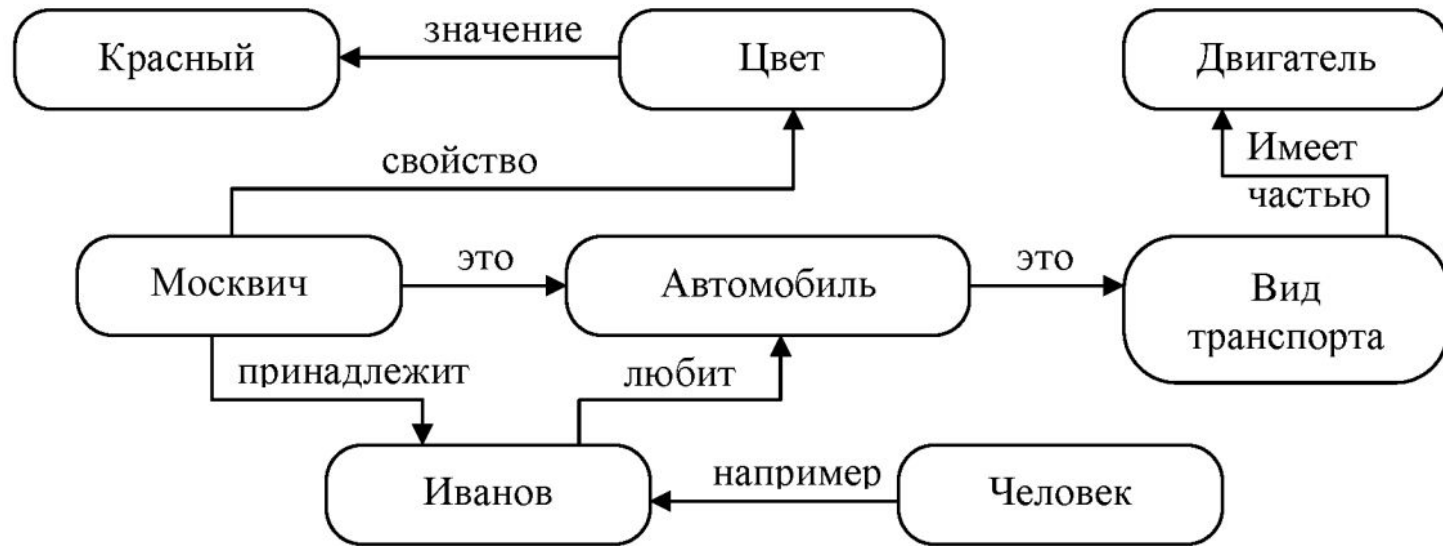 значение
Красный
Цвет
Двигатель
свойство
Имеет
частью
Москвич
это
Автомобиль
это
Вид
транспорта
принадлежит
любит
Иванов
например
Человек